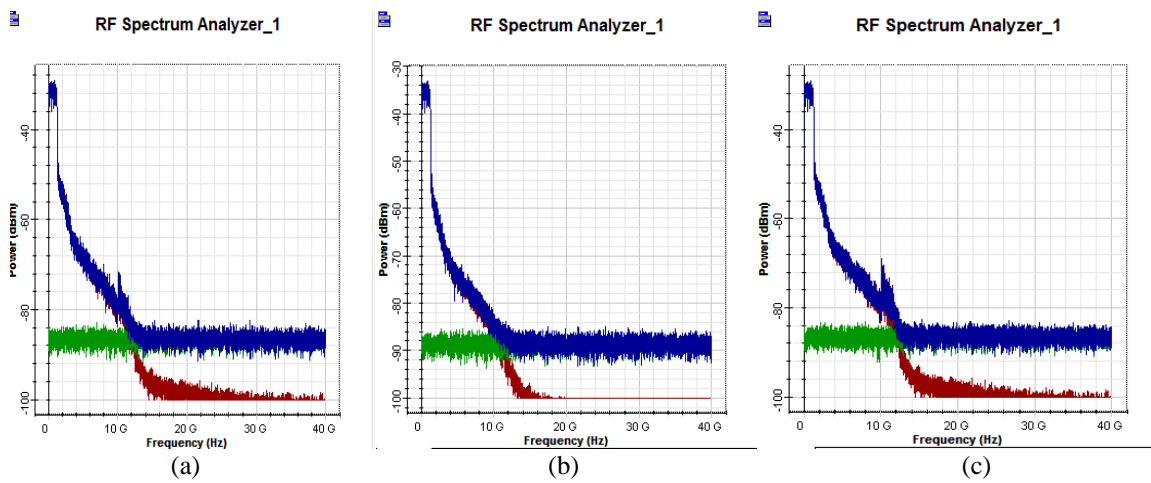 RF Spectrum Analyzer_1
Power (dBm)
-40
-60
-80
-100
0 10 G 20 G 30 G 40 G
Frequency (Hz)
(a)
RF Spectrum Analyzer_1
Power (dBm)
-30
-40
-50
-60
-70
-80
-90
-100
0 10 G 20 G 30 G 40 G
Frequency (Hz)
(b)
RF Spectrum Analyzer_1
Power (dBm)
-40
-60
-80
-100
0 10 G 20 G 30 G 40 G
Frequency (Hz)
(c)